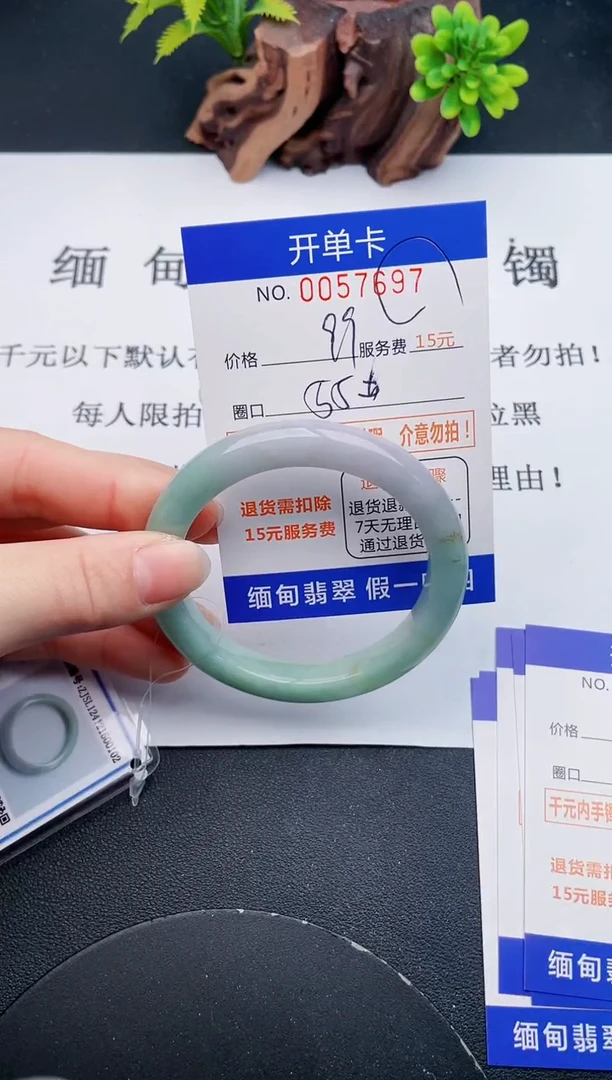 开单卡
NO. 0057697
缅甸 镯
价格 99 服务费 15元
千元以下默认 者勿拍！
圈口 55
每人限拍 拉黑
介意勿拍！
理由！
退货需扣除
15元服务费
退货退
7天无理
通过退货
缅甸翡翠 假一
ZJSL124Y21600102
NO.
价格
圈口
千元内手镯
退货需扣
15元服务
缅甸翡
缅甸翡翠